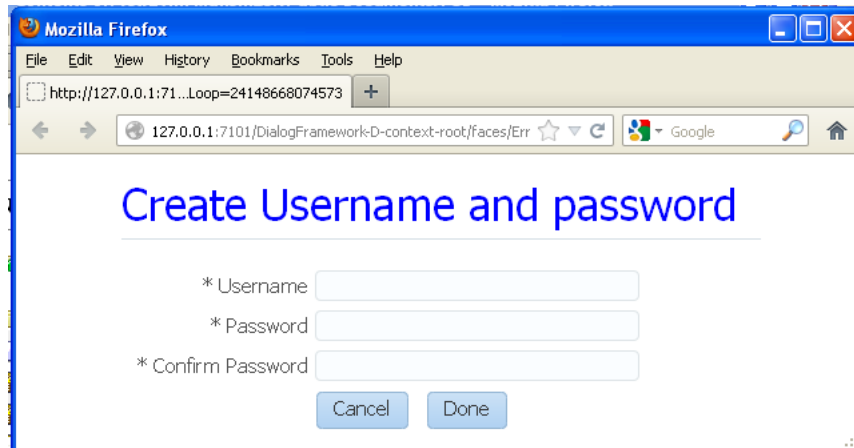 Mozilla Firefox
File Edit View History Bookmarks Tools Help
http://127.0.0.1:71...Loop=24148668074573 +
127.0.0.1:7101/DialogFramework-D-context-root/faces/Err Google
Create Username and password
* Username
* Password
* Confirm Password
Cancel Done